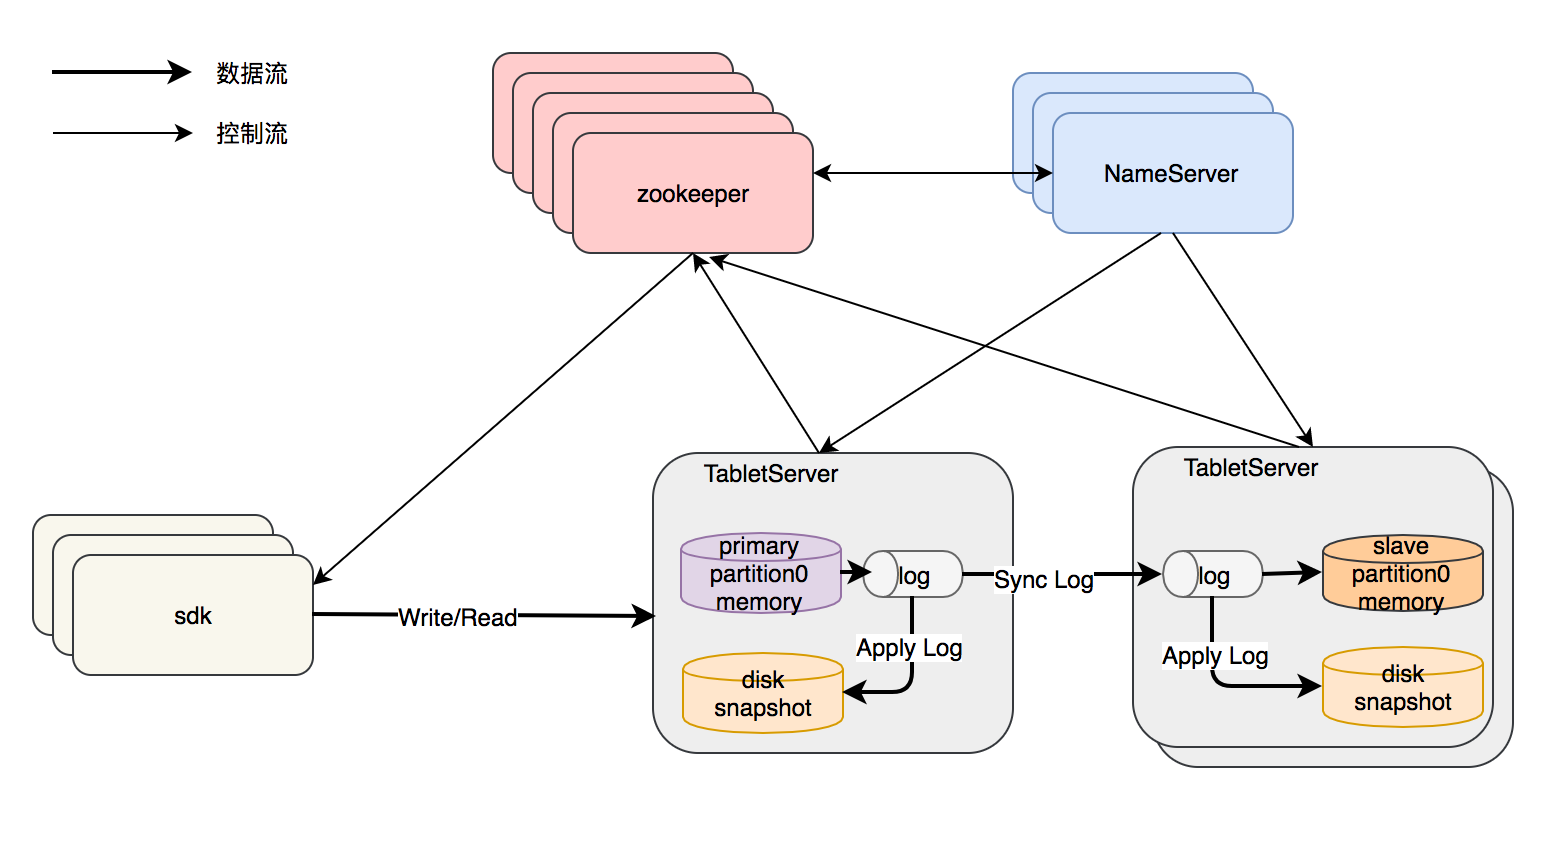 数据流
控制流
zookeeper
NameServer
sdk
Write/Read
TabletServer
primary
partition0
memory
log
Apply Log
disk
snapshot
Sync Log
TabletServer
log
slave
partition0
memory
Apply Log
disk
snapshot